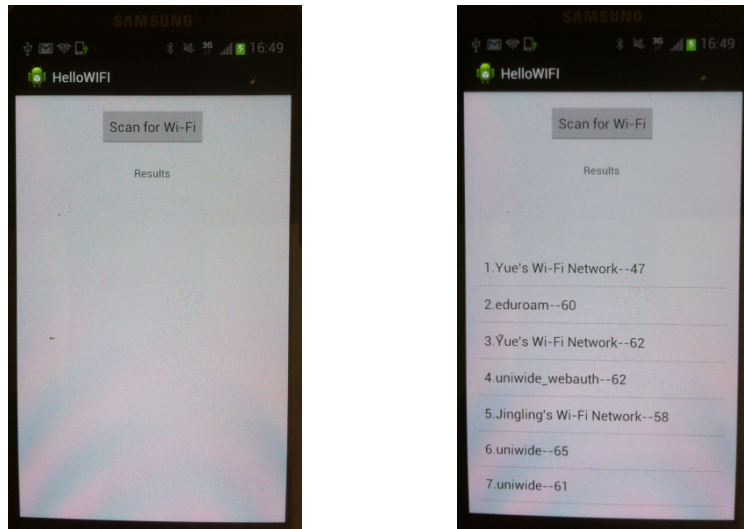 SAMSUNG
3G 16:49
HelloWIFI
Scan for Wi-Fi
Results
SAMSUNG
3G 16:49
HelloWIFI
Scan for Wi-Fi
Results
1.Yue's Wi-Fi Network--47
2.eduroam--60
3.Yue's Wi-Fi Network--62
4.uniwide_webauth--62
5.Jingling's Wi-Fi Network--58
6.uniwide--65
7.uniwide--61